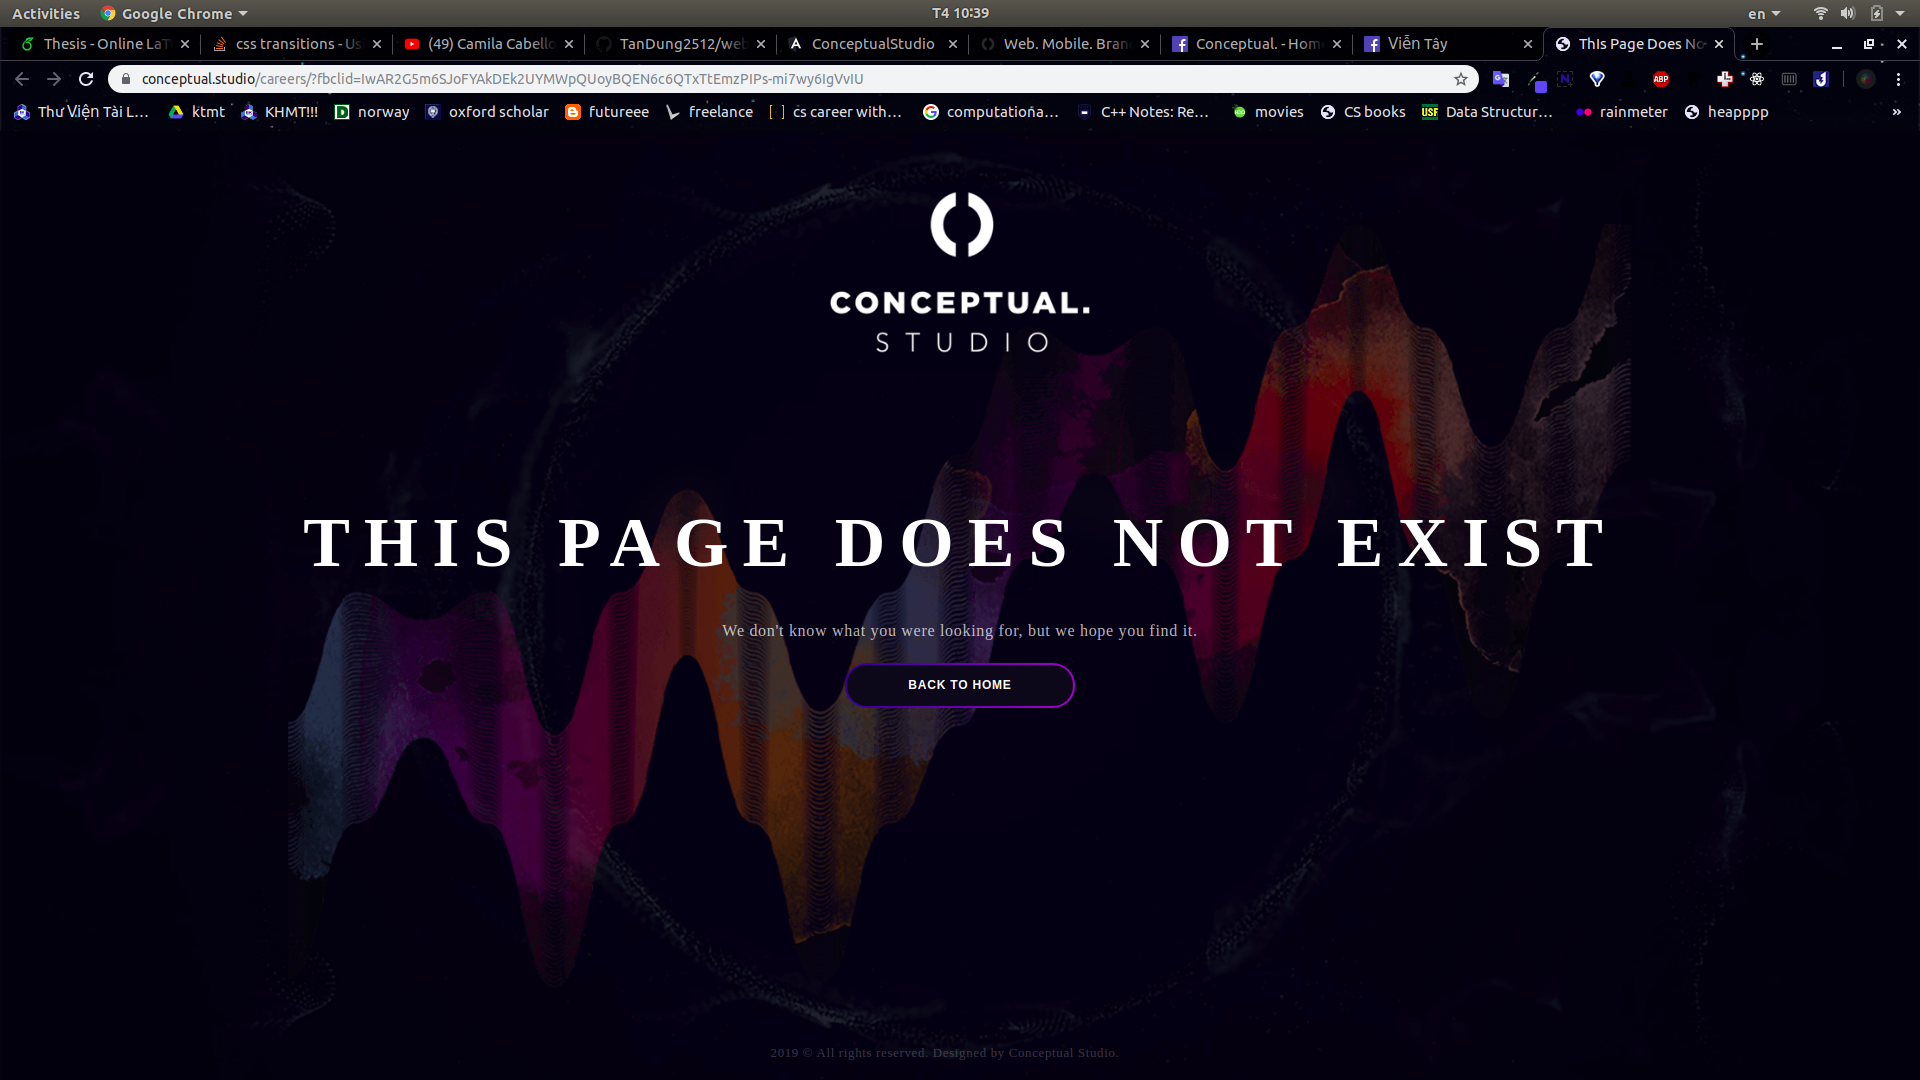 Activities Google Chrome T4 10:39 en
Thesis - Online LaT css transitions - Us (49) Camila Cabello TanDung2512/web ConceptualStudio Web. Mobile. Bran Conceptual. - Home Viễn Tây ThIs Page Does No
conceptual.studio/careers/?fbclid=IwAR2G5m6SJoFYAkDEk2UYMWpQUoyBQEN6c6QTxTtEmzPIPs-mi7wy6IgVvIU ABP
Thư Viện Tài L... ktmt KHMT!!! norway oxford scholar futureee freelance cs career with... computationa... C++ Notes: Re... movies CS books USF Data Structur... rainmeter heapppp »
CONCEPTUAL.
STUDIO
THIS PAGE DOES NOT EXIST
We don't know what you were looking for, but we hope you find it.
BACK TO HOME
2019 © All rights reserved. Designed by Conceptual Studio.